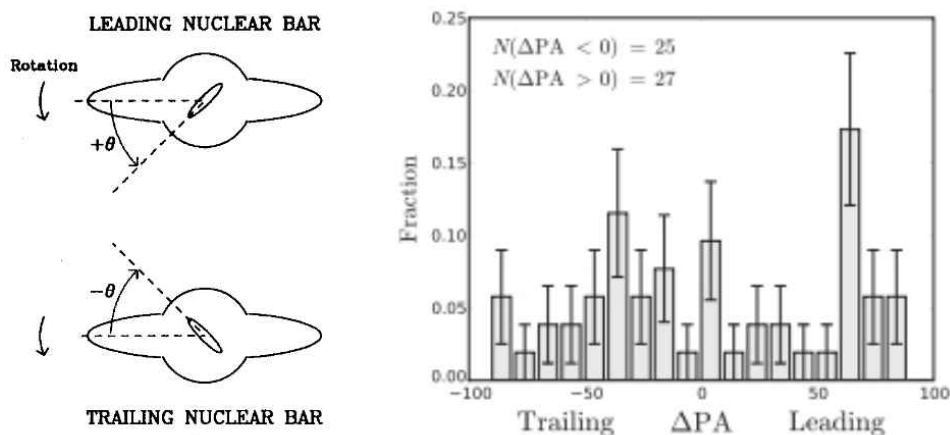 LEADING NUCLEAR BAR
Rotation
+θ
−θ
TRAILING NUCLEAR BAR
N(ΔPA < 0) = 25
N(ΔPA > 0) = 27
Fraction
0.25
0.20
0.15
0.10
0.05
0.00
−100 −50 0 50 100
Trailing ΔPA Leading